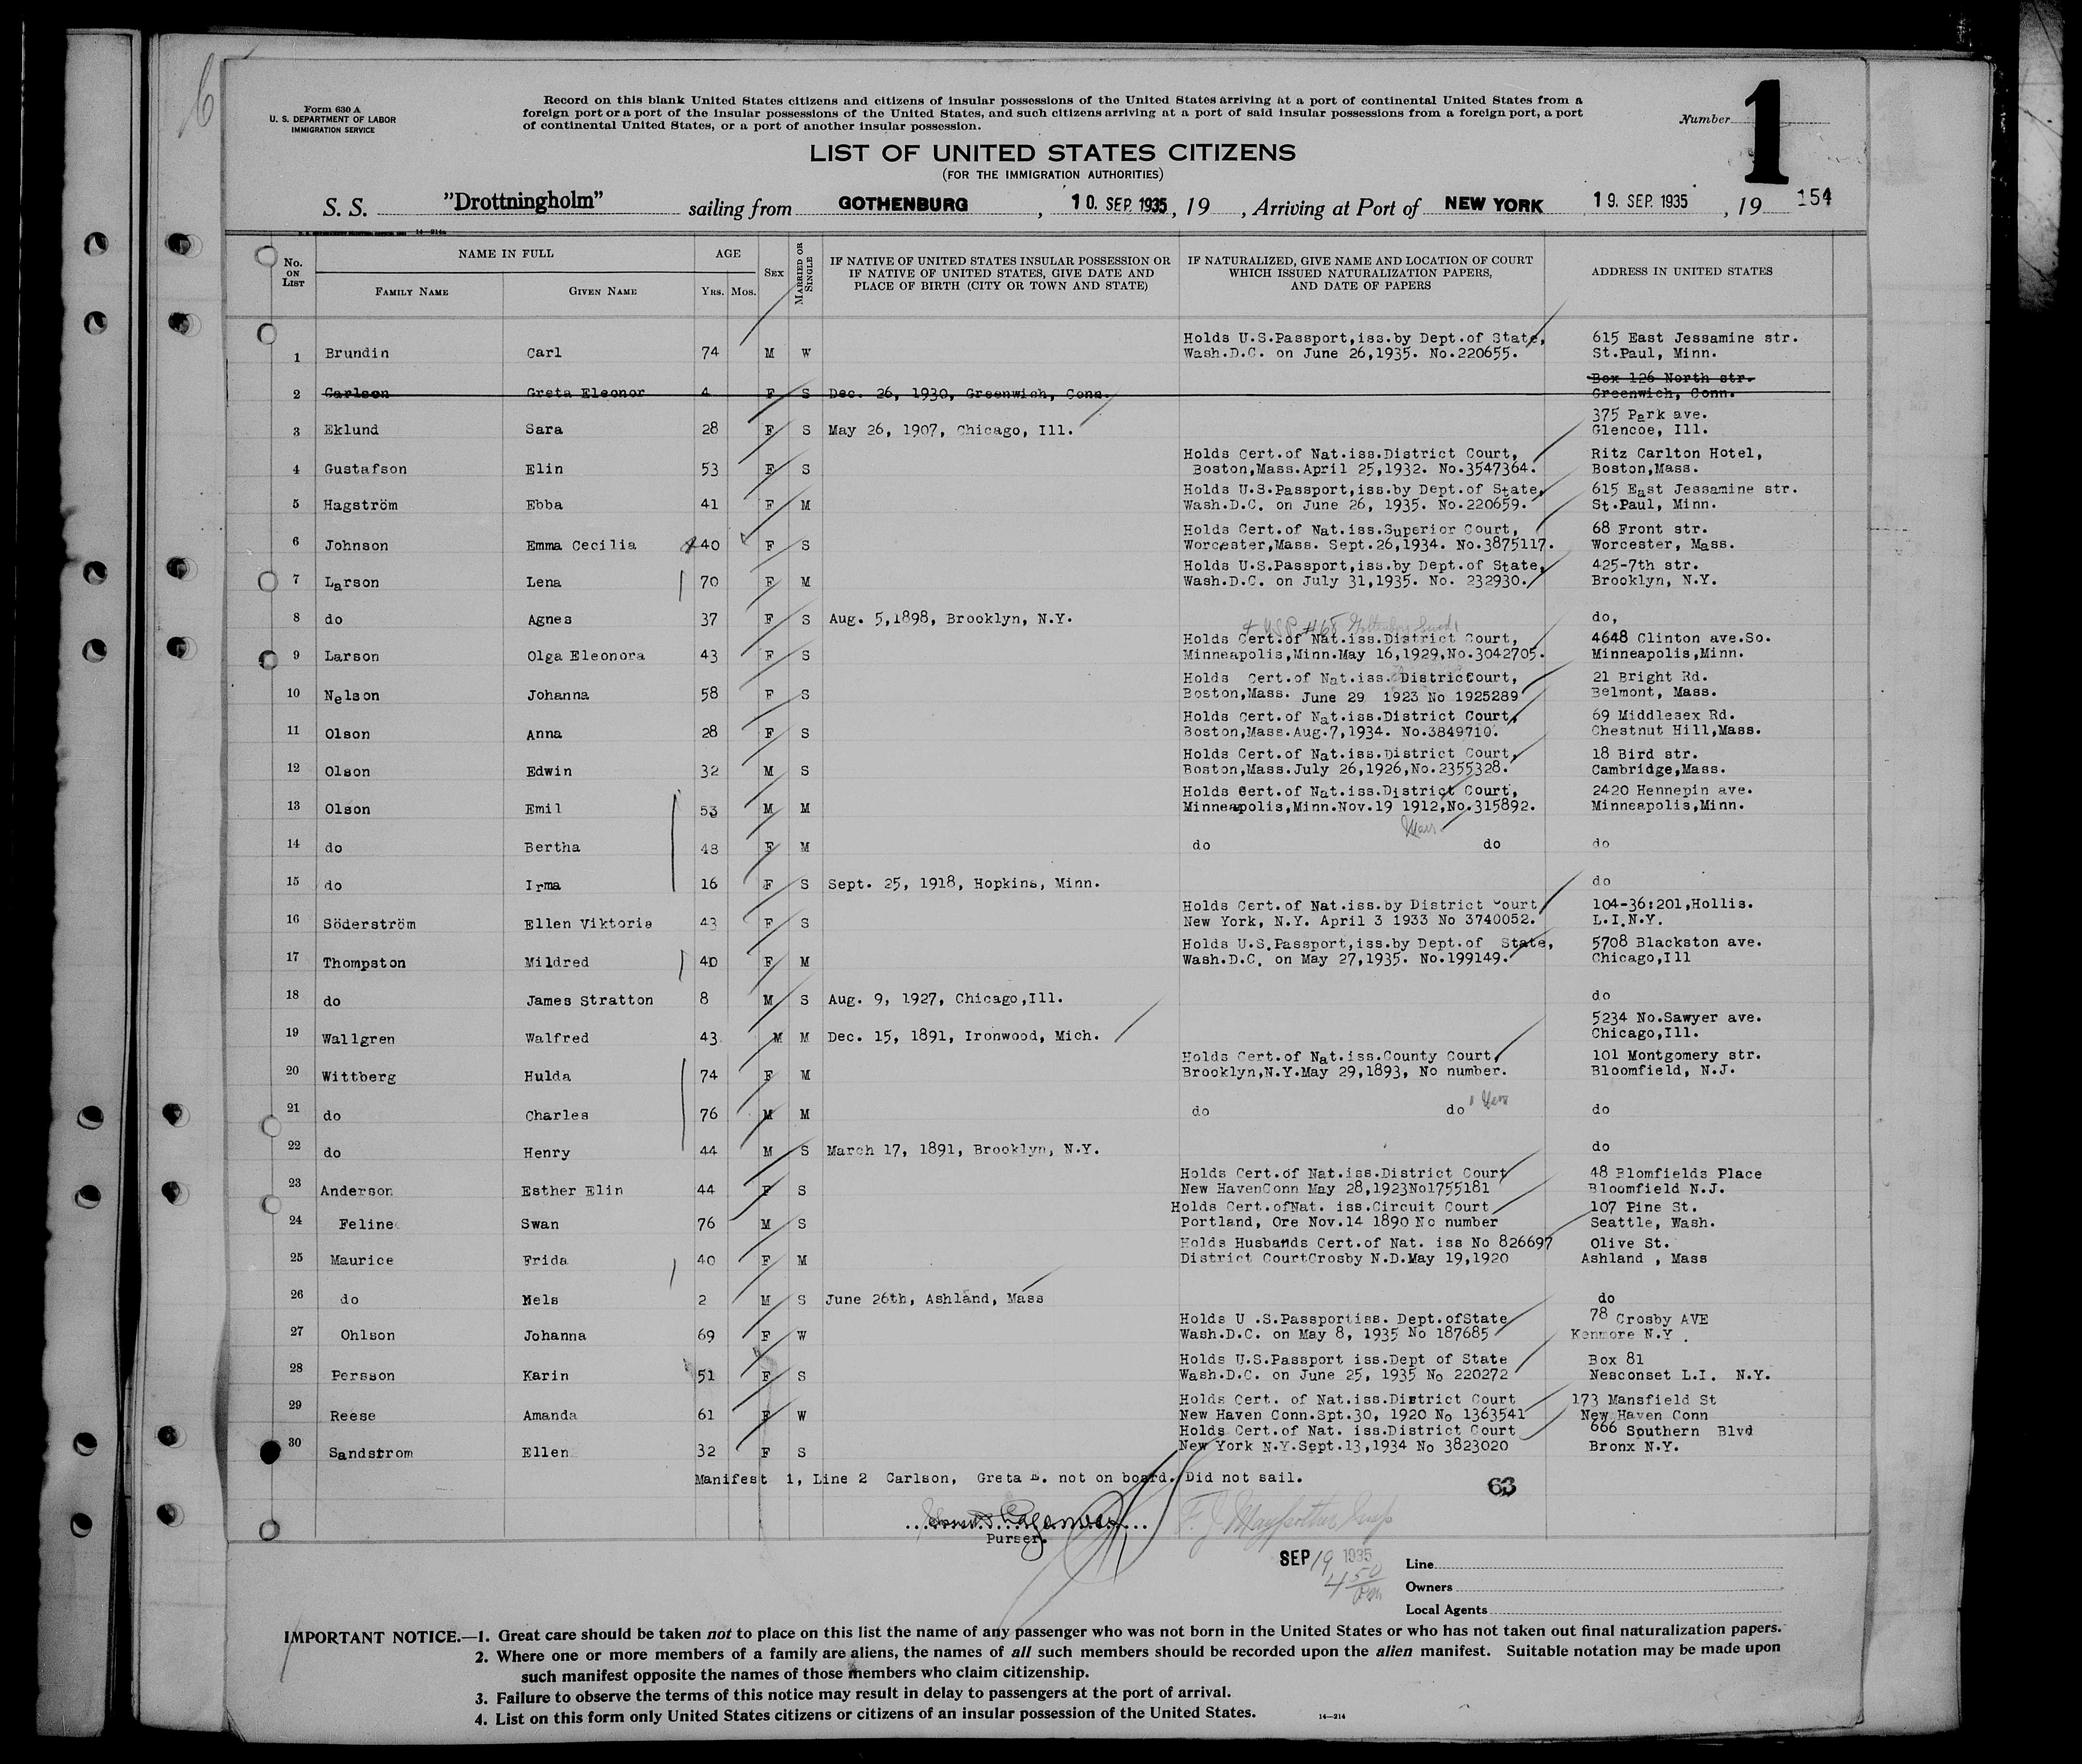 Form 630 A
U. S. DEPARTMENT OF LABOR
IMMIGRATION SERVICE
Record on this blank United States citizens and citizens of insular possessions of the United States arriving at a port of continental United States from a
foreign port or a port of the insular possessions of the United States, and such citizens arriving at a port of said insular possessions from a foreign port, a port
of continental United States, or a port of another insular possession.
Number 1
LIST OF UNITED STATES CITIZENS
(FOR THE IMMIGRATION AUTHORITIES)
S. S. "Drottningholm" sailing from GOTHENBURG, 10 SEP. 1935, 19 , Arriving at Port of NEW YORK 19. SEP. 1935, 19 154
No. ON LIST NAME IN FULL AGE SEX MARRIED OR SINGLE IF NATIVE OF UNITED STATES INSULAR POSSESSION OR IF NATIVE OF UNITED STATES, GIVE DATE AND PLACE OF BIRTH (CITY OR TOWN AND STATE) IF NATURALIZED, GIVE NAME AND LOCATION OF COURT WHICH ISSUED NATURALIZATION PAPERS, AND DATE OF PAPERS ADDRESS IN UNITED STATES
FAMILY NAME GIVEN NAME YRS. MOS.
Holds U.S.Passport,iss.by Dept.of State, 615 East Jessamine str.
1 Brundin Carl 74 M W Wash.D.C. on June 26,1935. No.220655. St.Paul, Minn.
Box 126 North str.
2 Carlson Greta Eleonor 4 F S Dec. 26, 1930, Greenwich, Conn. Greenwich, Conn.
375 Park ave.
3 Eklund Sara 28 F S May 26, 1907, Chicago, Ill. Glencoe, Ill.
Holds Cert.of Nat.iss.District Court, Ritz Carlton Hotel,
4 Gustafson Elin 53 F S Boston,Mass.April 25,1932. No.3547364. Boston,Mass.
Holds U.S.Passport,iss.by Dept.of State, 615 East Jessamine str.
5 Hagström Ebba 41 F M Wash.D.C. on June 26, 1935. No.220659. St.Paul, Minn.
Holds Cert.of Nat.iss.Superior Court, 68 Front str.
6 Johnson Emma Cecilia 40 F S Worcester,Mass. Sept.26,1934. No.3875117. Worcester, Mass.
Holds U.S.Passport,iss.by Dept.of State, 425-7th str.
7 Larson Lena 70 F M Wash.D.C. on July 31,1935. No. 232930. Brooklyn, N.Y.
8 do Agnes 37 F S Aug. 5,1898, Brooklyn, N.Y. do,
Holds Cert.of Nat.iss.District Court, 4648 Clinton ave.So.
9 Larson Olga Eleonora 43 F S Minneapolis,Minn.May 16,1929,No.3042705. Minneapolis,Minn.
Holds Cert.of Nat.iss. DistricCourt, 21 Bright Rd.
10 Nelson Johanna 58 F S Boston,Mass. June 29 1923 No 1925289 Belmont, Mass.
Holds Cert.of Nat.iss.District Court, 69 Middlesex Rd.
11 Olson Anna 28 F S Boston,Mass.Aug.7,1934. No.3849710. Chestnut Hill,Mass.
Holds Cert.of Nat.iss.District Court, 18 Bird str.
12 Olson Edwin 32 M S Boston,Mass.July 26,1926,No.2355328. Cambridge,Mass.
Holds Cert.of Nat.iss.District Court, 2420 Hennepin ave.
13 Olson Emil 53 M M Minneapolis,Minn.Nov.19 1912,No.315892. Minneapolis,Minn.
14 do Bertha 48 F M do do do
15 do Irma 16 F S Sept. 25, 1918, Hopkins, Minn. do
Holds Cert.of Nat.iss.by District Court 104-36:201,Hollis.
16 Söderström Ellen Viktoria 43 F S New York, N.Y. April 3 1933 No 3740052. L.I.N.Y.
Holds U.S.Passport,iss.by Dept.of State, 5708 Blackston ave.
17 Thompston Mildred 40 F M Wash.D.C. on May 27,1935. No.199149. Chicago,Ill
18 do James Stratton 8 M S Aug. 9, 1927, Chicago,Ill. do
5234 No.Sawyer ave.
19 Wallgren Walfred 43 M M Dec. 15, 1891, Ironwood, Mich. Chicago,Ill.
Holds Cert.of Nat.iss.County Court, 101 Montgomery str.
20 Wittberg Hulda 74 F M Brooklyn,N.Y.May 29,1893, No number. Bloomfield, N.J.
21 do Charles 76 M M do do do
22 do Henry 44 M S March 17, 1891, Brooklyn, N.Y. do
Holds Cert.of Nat.iss.District Court 48 Blomfields Place
23 Anderson Esther Elin 44 F S New HavenConn May 28,1923No1755181 Bloomfield N.J.
Holds Cert.ofNat. iss.Circuit Court 107 Pine St.
24 Feline Swan 76 M S Portland, Ore Nov.14 1890 No number Seattle, Wash.
Holds Husbands Cert.of Nat. iss No 826697 Olive St.
25 Maurice Frida 40 F M District CourtCrosby N.D.May 19,1920 Ashland , Mass
26 do Nels 2 M S June 26th, Ashland, Mass do
Holds U .S.Passportiss. Dept.ofState 78 Crosby AVE
27 Ohlson Johanna 69 F W Wash.D.C. on May 8, 1935 No 187685 Kenmore N.Y .
Holds U.S.Passport iss.Dept of State Box 81
28 Persson Karin 51 F S Wash.D.C. on June 25, 1935 No 220272 Nesconset L.I. N.Y.
Holds Cert. of Nat.iss.District Court 173 Mansfield St
29 Reese Amanda 61 F W New Haven Conn.Spt.30, 1920 No 1363541 New Haven Conn
Holds Cert.of Nat. iss.District Court 666 Southern Blvd
30 Sandstrom Ellen 32 F S New York N.Y.Sept.13,1934 No 3823020 Bronx N.Y.
Manifest 1, Line 2 Carlson, Greta E. not on board. Did not sail.
63
Purser.
SEP 19 1935
Line
Owners
Local Agents
IMPORTANT NOTICE.—1. Great care should be taken not to place on this list the name of any passenger who was not born in the United States or who has not taken out final naturalization papers.
2. Where one or more members of a family are aliens, the names of all such members should be recorded upon the alien manifest. Suitable notation may be made upon
such manifest opposite the names of those members who claim citizenship.
3. Failure to observe the terms of this notice may result in delay to passengers at the port of arrival.
4. List on this form only United States citizens or citizens of an insular possession of the United States.
14—214